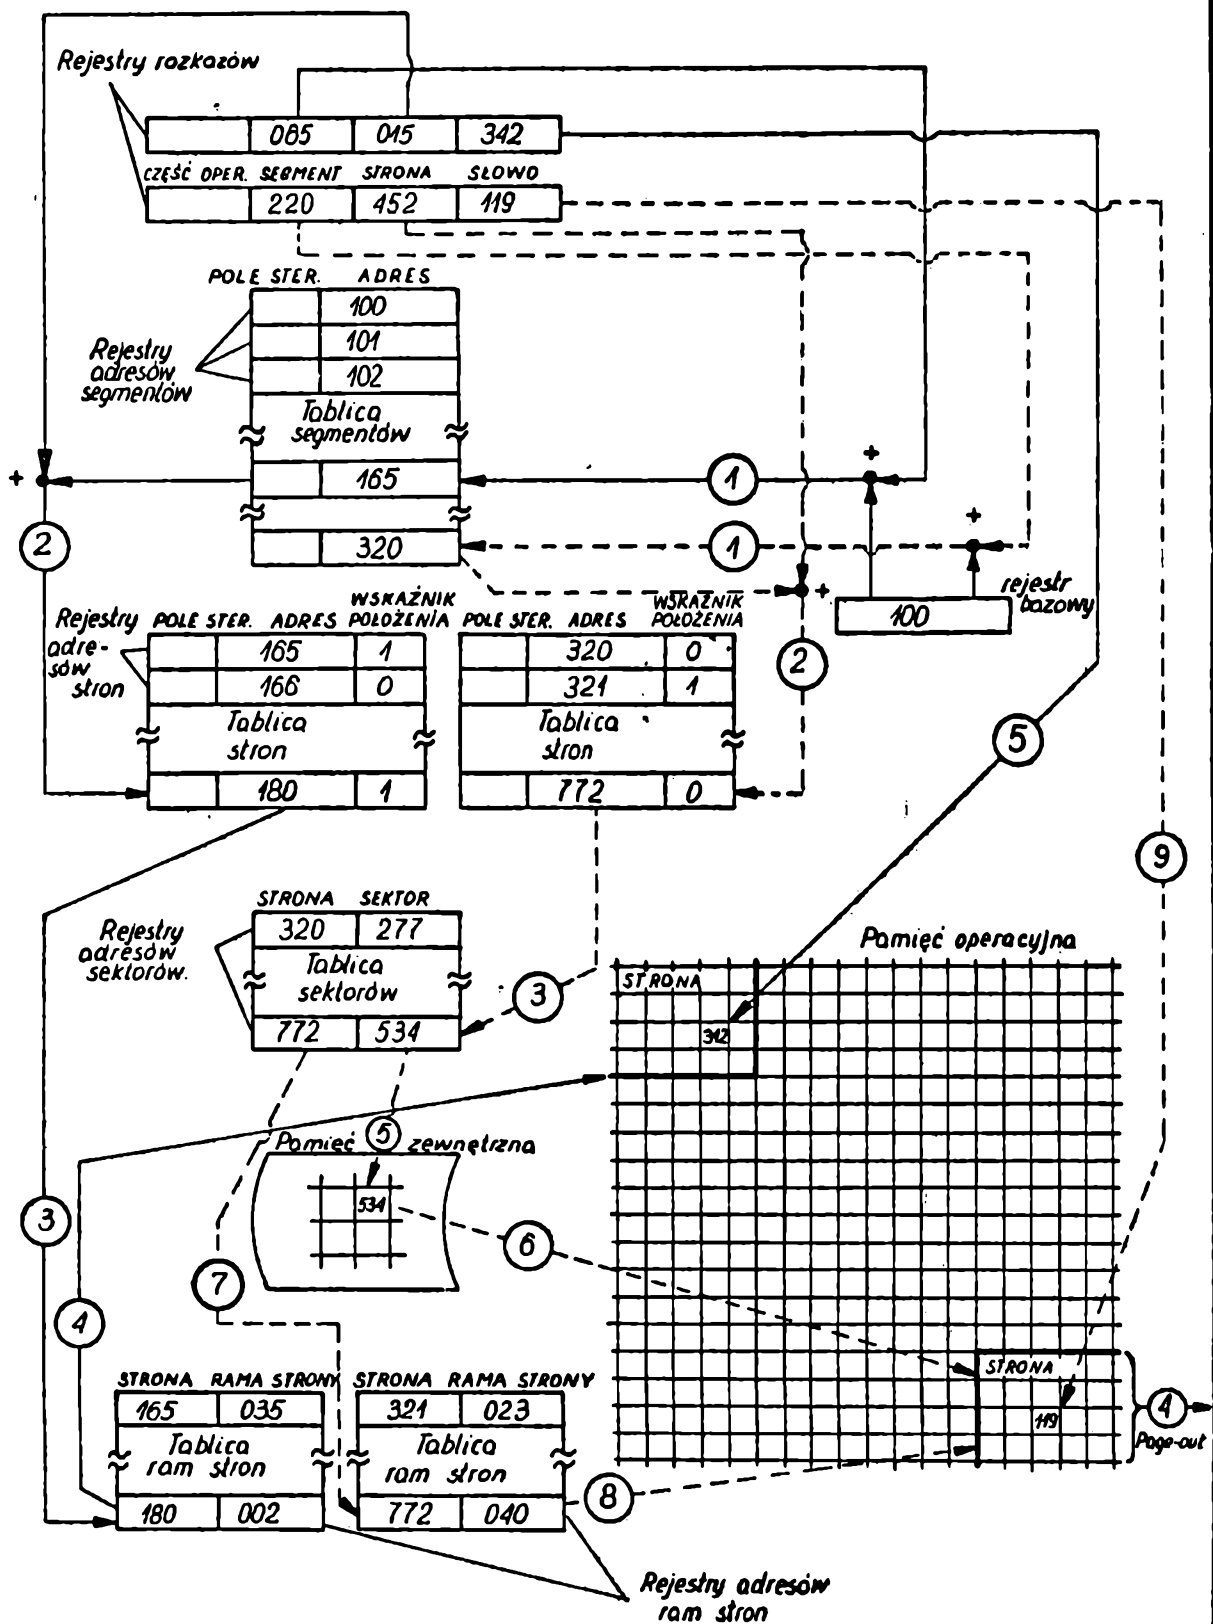 Rejestry rozkazów
065 015 342
CZĘŚĆ OPER. SEGMENT STRONA SŁOWO
220 452 119
POLE STER. ADRES
100
101
102
Rejestry
adresów
segmentów
Tablica
segmentów
+
165
1
+
2
320
1
+
+
rejestr
bazowy
100
Rejestry
adre-
sów
stron
POLE STER. ADRES WSKAŹNIK POŁOŻENIA
165 1
166 0
Tablica
stron
180 1
POLE STER. ADRES WSKAŹNIK POŁOŻENIA
320 0
321 1
Tablica
stron
772 0
2
5
9
STRONA SEKTOR
320 277
Rejestry
adresów
sektorów.
Tablica
sektorów
772 534
3
Pamięć operacyjna
STRONA
342
5
Pamięć zewnętrzna
534
3
6
7
4
STRONA
119
4
Page-out
STRONA RAMA STRONY
165 035
Tablica
ram stron
180 002
STRONA RAMA STRONY
321 023
Tablica
ram stron
772 040
8
Rejestry adresów
ram stron